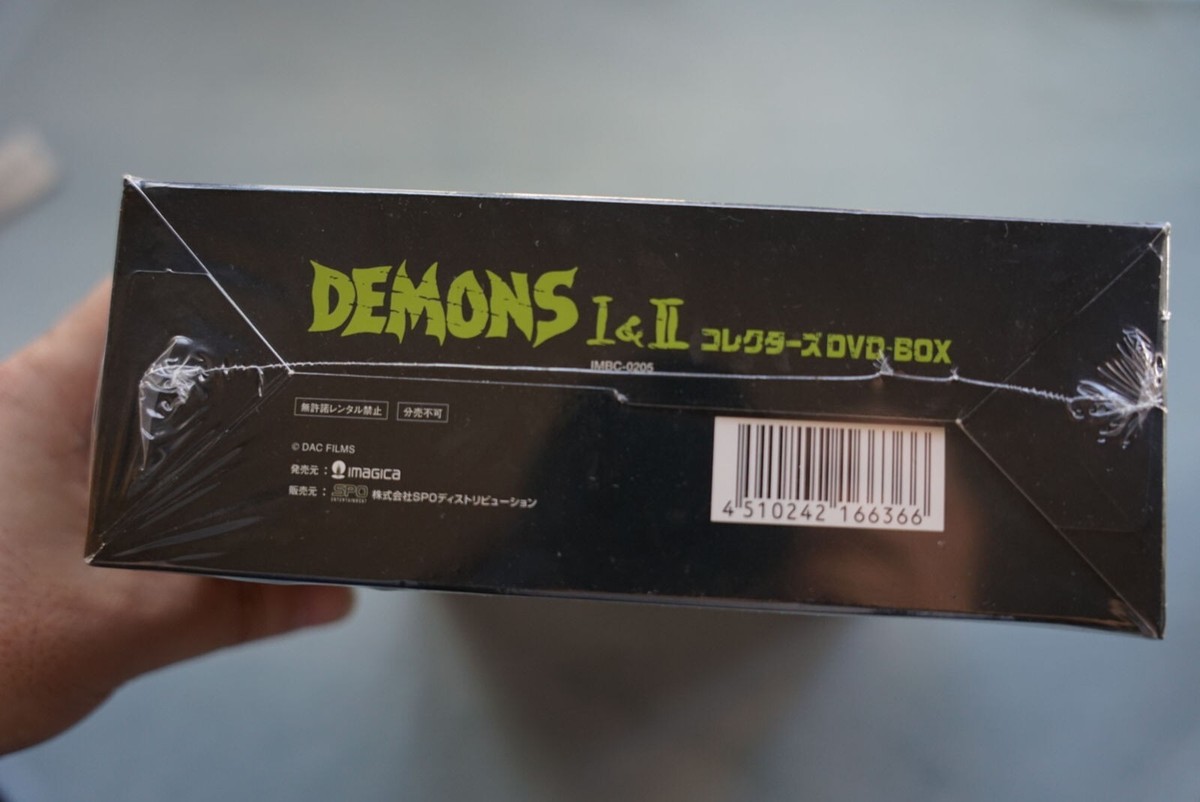 DEMONS I & II コレクターズDVD-BOX
IMBC-0205
無許諾レンタル禁止 分売不可
© DAC FILMS
発売元：IMAGICA
販売元：SPO ENTERTAINMENT 株式会社SPOディストリビューション
4 510242 166366